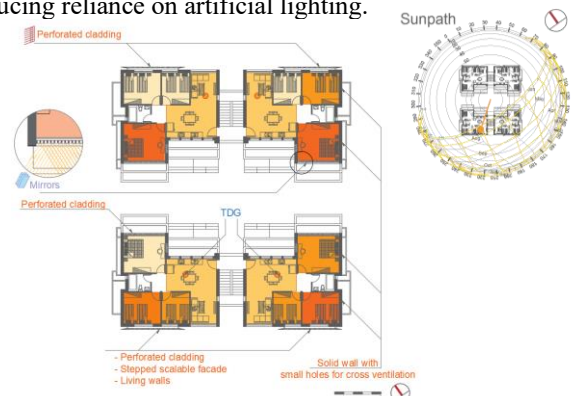 ucing reliance on artificial lighting.
Sunpath
Perforated cladding
Mirrors
Perforated cladding
TDG
- Perforated cladding
- Stepped scalable facade
- Living walls
Solid wall with
small holes for cross ventilation